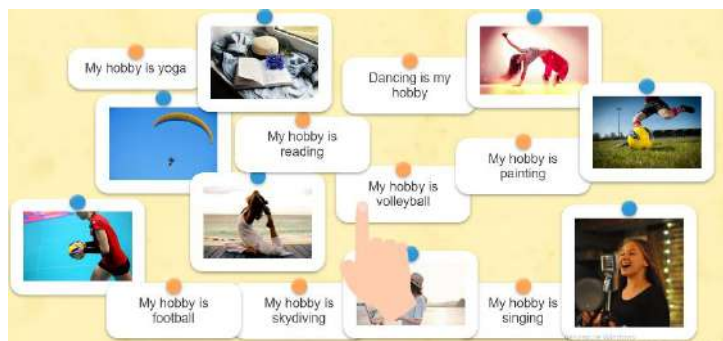 My hobby is yoga
Dancing is my
hobby
My hobby is
reading
My hobby is
painting
My hobby is
volleyball
My hobby is
football
My hobby is
skydiving
My hobby is
singing